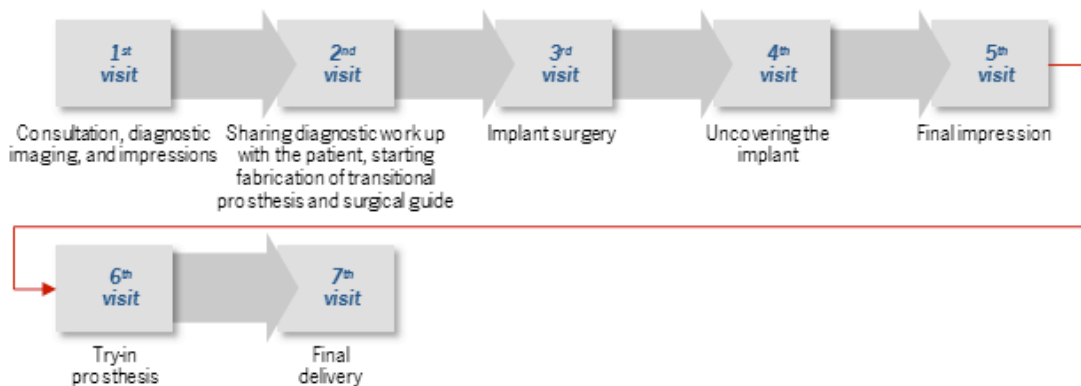 1st
visit
2nd
visit
3rd
visit
4th
visit
5th
visit
Consultation, diagnostic
imaging, and impressions
Sharing diagnostic work up
with the patient, starting
fabrication of transitional
prosthesis and surgical guide
Implant surgery
Uncovering the
implant
Final impression
6th
visit
7th
visit
Try-in
prosthesis
Final
delivery